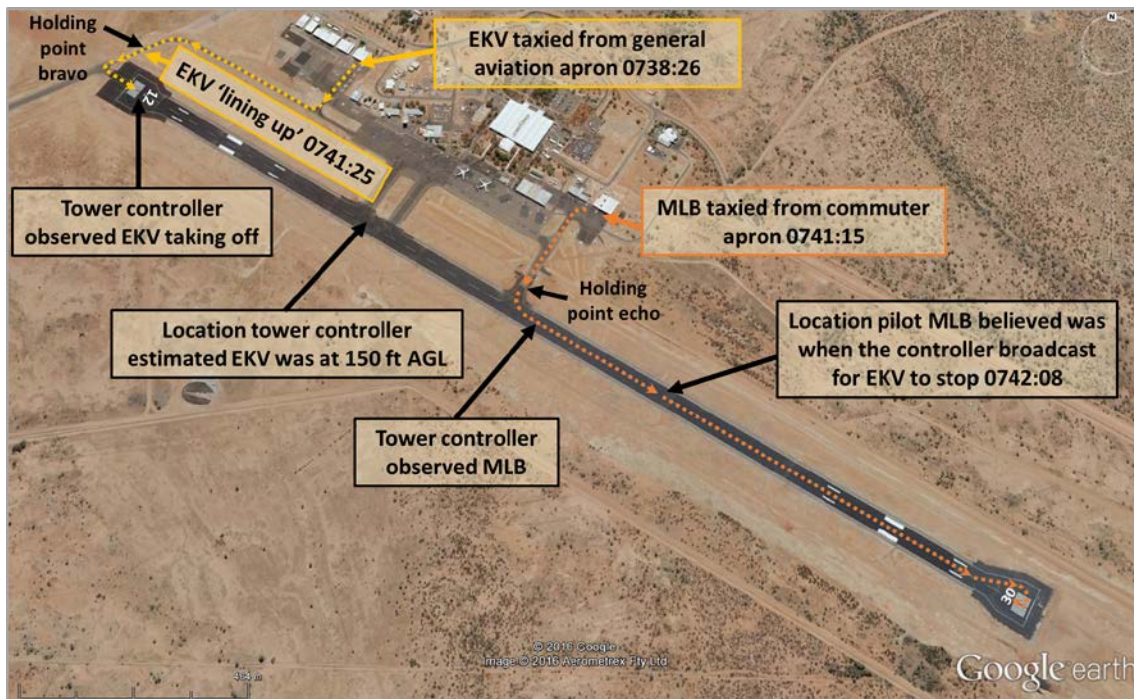 Holding
point
bravo
EKV taxied from general
aviation apron 0738:26
N
12
EKV ‘lining up’ 0741:25
Tower controller
observed EKV taking off
MLB taxied from commuter
apron 0741:15
Holding
point echo
Location tower controller
estimated EKV was at 150 ft AGL
Location pilot MLB believed was
when the controller broadcast
for EKV to stop 0742:08
Tower controller
observed MLB
30
© 2016 Google
Image © 2016 Aerometrex Pty Ltd
Google earth